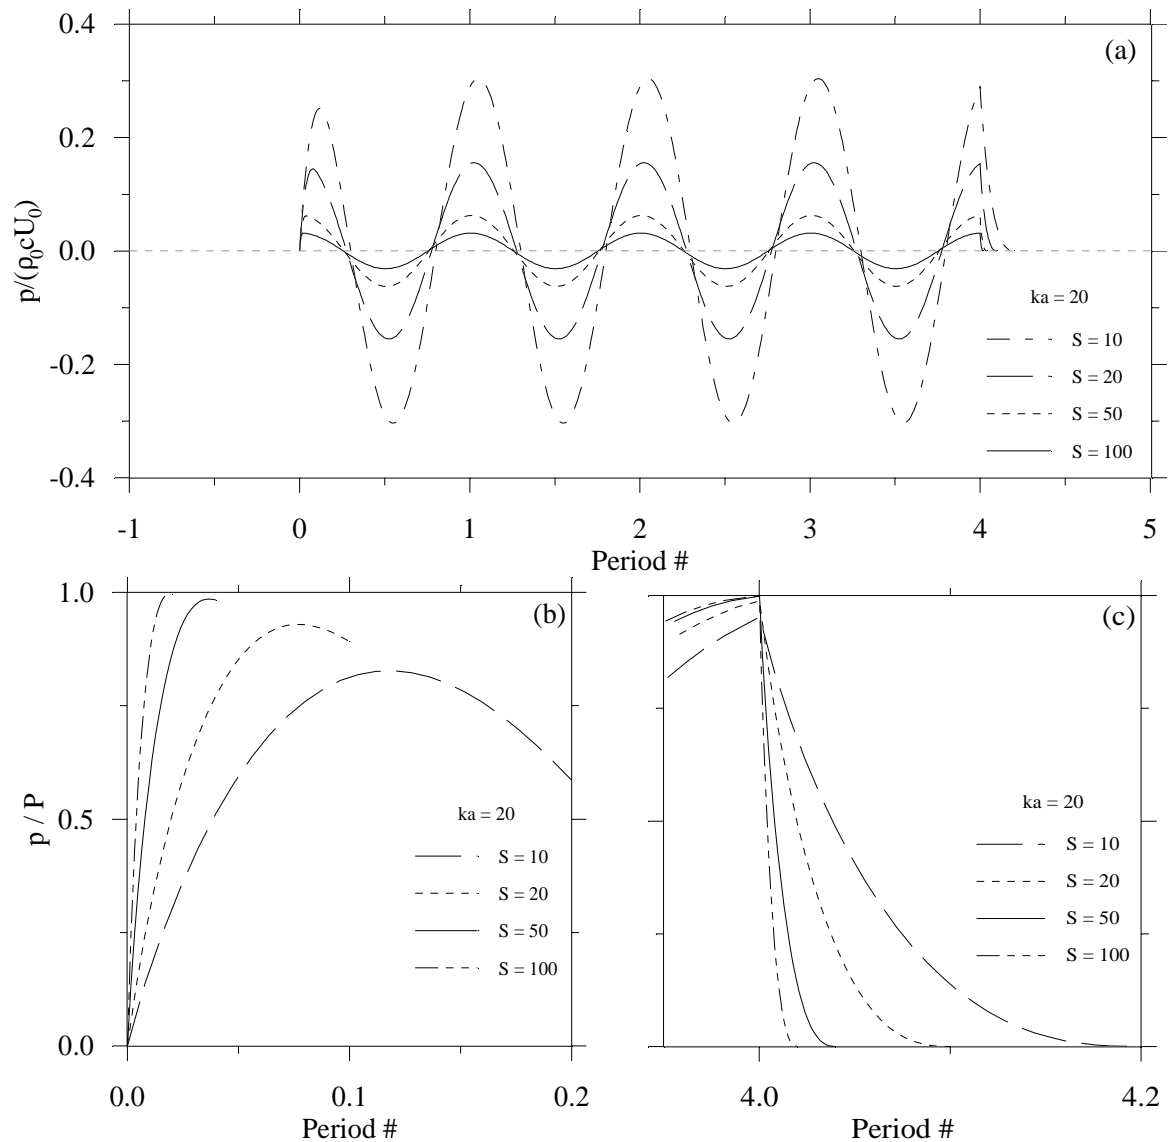 0.4
(a)
0.2
0.0
p/(ρ₀cU₀)
ka = 20
S = 10
-0.2
S = 20
S = 50
S = 100
-0.4
-1 0 1 2 3 4 5
Period #
1.0
(b)
(c)
0.5
p / P
ka = 20
S = 10
S = 20
S = 50
S = 100
ka = 20
S = 10
S = 20
S = 50
S = 100
0.0
0.0 0.1 0.2
4.0 4.2
Period #
Period #